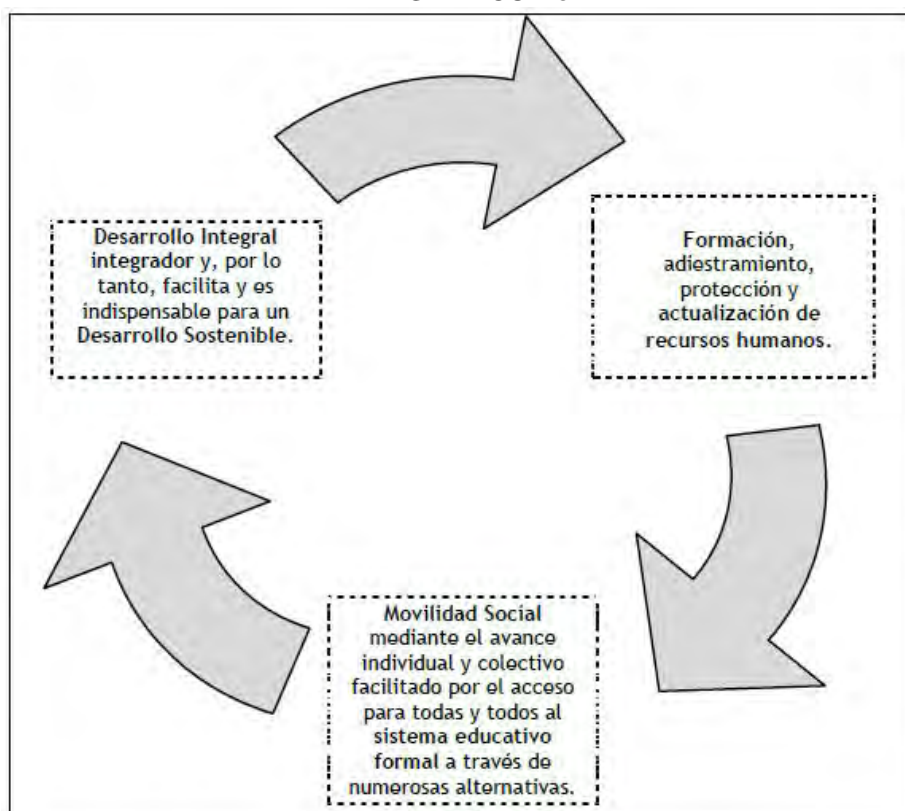 Desarrollo Integral
integrador y, por lo
tanto, facilita y es
indispensable para un
Desarrollo Sostenible.
Formación,
adiestramiento,
protección y
actualización de
recursos humanos.
Movilidad Social
mediante el avance
individual y colectivo
facilitado por el acceso
para todas y todos al
sistema educativo
formal a través de
numerosas alternativas.